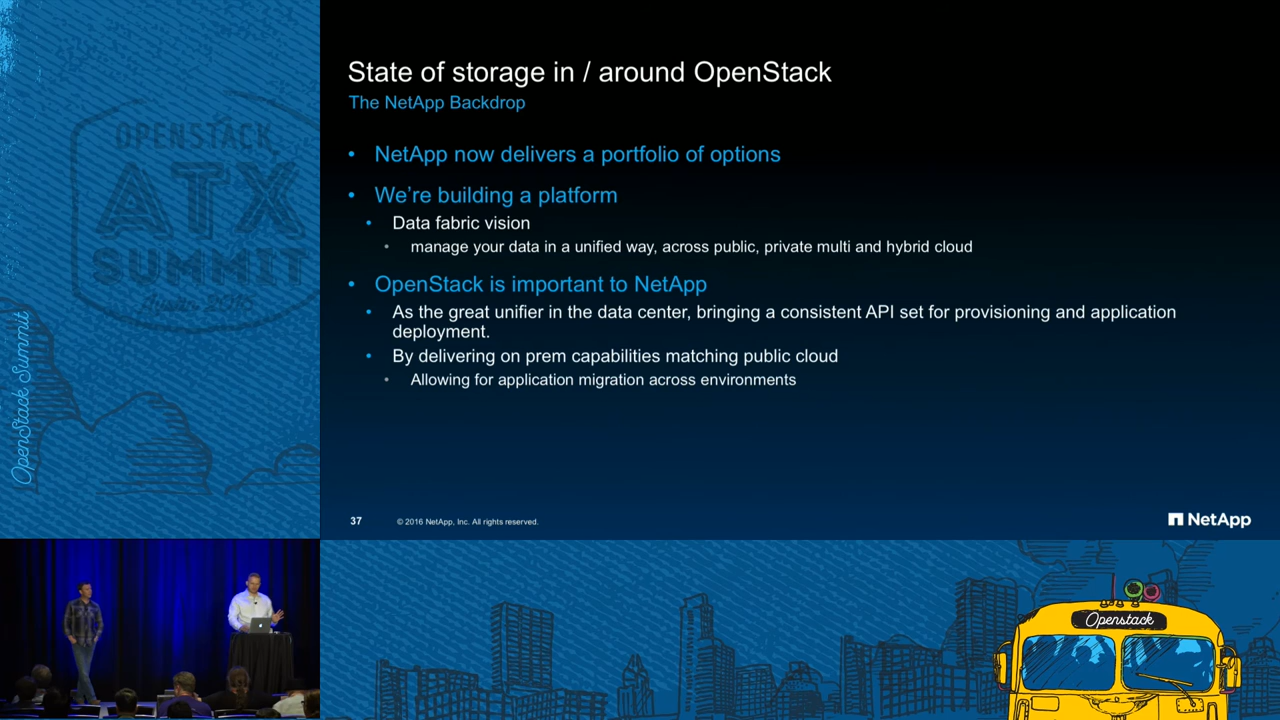 OPENSTACK
ATX
SUMMIT
Austin 2016
OpenStack Summit
State of storage in / around OpenStack
The NetApp Backdrop
• NetApp now delivers a portfolio of options
• We’re building a platform
• Data fabric vision
• manage your data in a unified way, across public, private multi and hybrid cloud
• OpenStack is important to NetApp
• As the great unifier in the data center, bringing a consistent API set for provisioning and application
deployment.
• By delivering on prem capabilities matching public cloud
• Allowing for application migration across environments
37 © 2016 NetApp, Inc. All rights reserved.
NetApp
Openstack